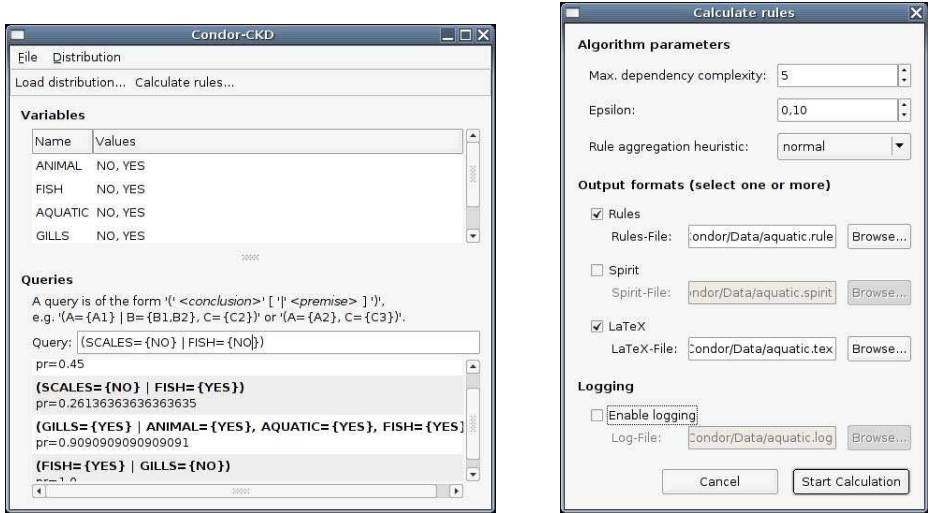 Condor-CKD
File Distribution
Load distribution... Calculate rules...
Variables
Name Values
ANIMAL NO, YES
FISH NO, YES
AQUATIC NO, YES
GILLS NO, YES
Queries
A query is of the form '(' <conclusion>' [ '|' <premise> ] ')',
e.g. '(A={A1} | B={B1,B2}, C={C2})' or '(A={A2}, C={C3})'.
Query: (SCALES={NO} | FISH={NO})
pr=0.45
(SCALES={NO} | FISH={YES})
pr=0.26136363636363635
(GILLS={YES} | ANIMAL={YES}, AQUATIC={YES}, FISH={YES}
pr=0.9090909090909091
(FISH={YES} | GILLS={NO})
pr=1.0
Calculate rules
Algorithm parameters
Max. dependency complexity: 5
Epsilon: 0,10
Rule aggregation heuristic: normal
Output formats (select one or more)
Rules
Rules-File: Condor/Data/aquatic.rule Browse...
Spirit
Spirit-File: ondor/Data/aquatic.spirit Browse...
LaTeX
LaTeX-File: Condor/Data/aquatic.tex Browse...
Logging
Enable logging
Log-File: Condor/Data/aquatic.log Browse...
Cancel Start Calculation